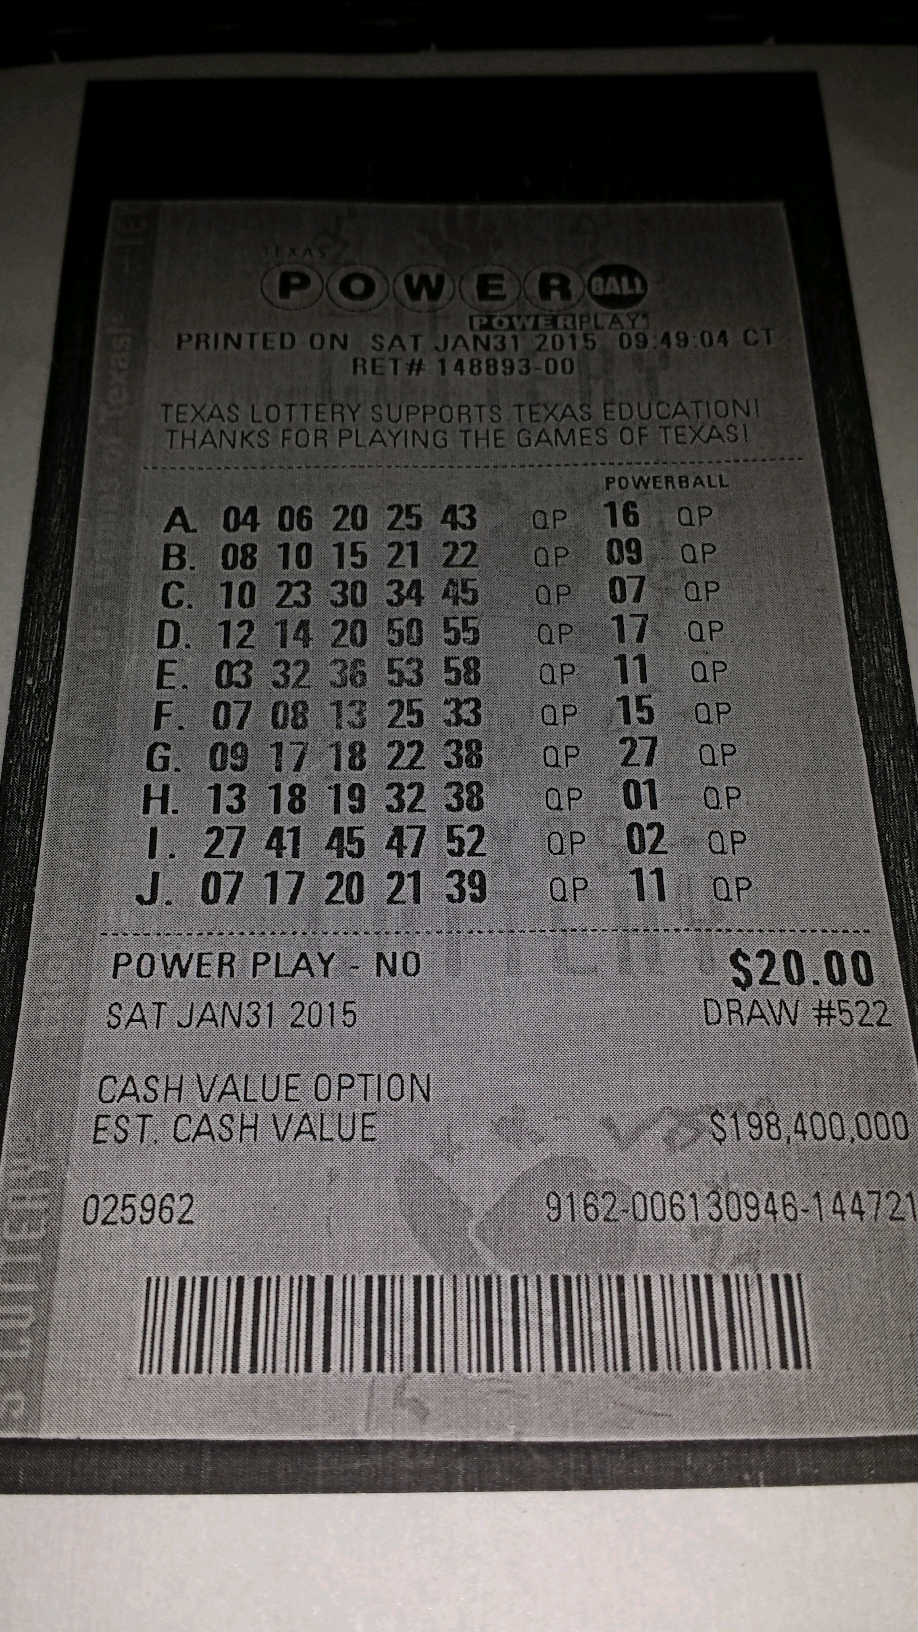 TEXAS
POWERBALL
POWERPLAY
PRINTED ON SAT JAN31 2015 09:49:04 CT
RET# 148893-00
TEXAS LOTTERY SUPPORTS TEXAS EDUCATION!
THANKS FOR PLAYING THE GAMES OF TEXAS!
POWERBALL
A. 04 06 20 25 43 QP 16 QP
B. 08 10 15 21 22 QP 09 QP
C. 10 23 30 34 45 QP 07 QP
D. 12 14 20 50 55 QP 17 QP
E. 03 32 36 53 58 QP 11 QP
F. 07 08 13 25 33 QP 15 QP
G. 09 17 18 22 38 QP 27 QP
H. 13 18 19 32 38 QP 01 QP
I. 27 41 45 47 52 QP 02 QP
J. 07 17 20 21 39 QP 11 QP
POWER PLAY - NO $20.00
SAT JAN31 2015 DRAW #522
CASH VALUE OPTION
EST. CASH VALUE $198,400,000
025962 9162-006130946-144721